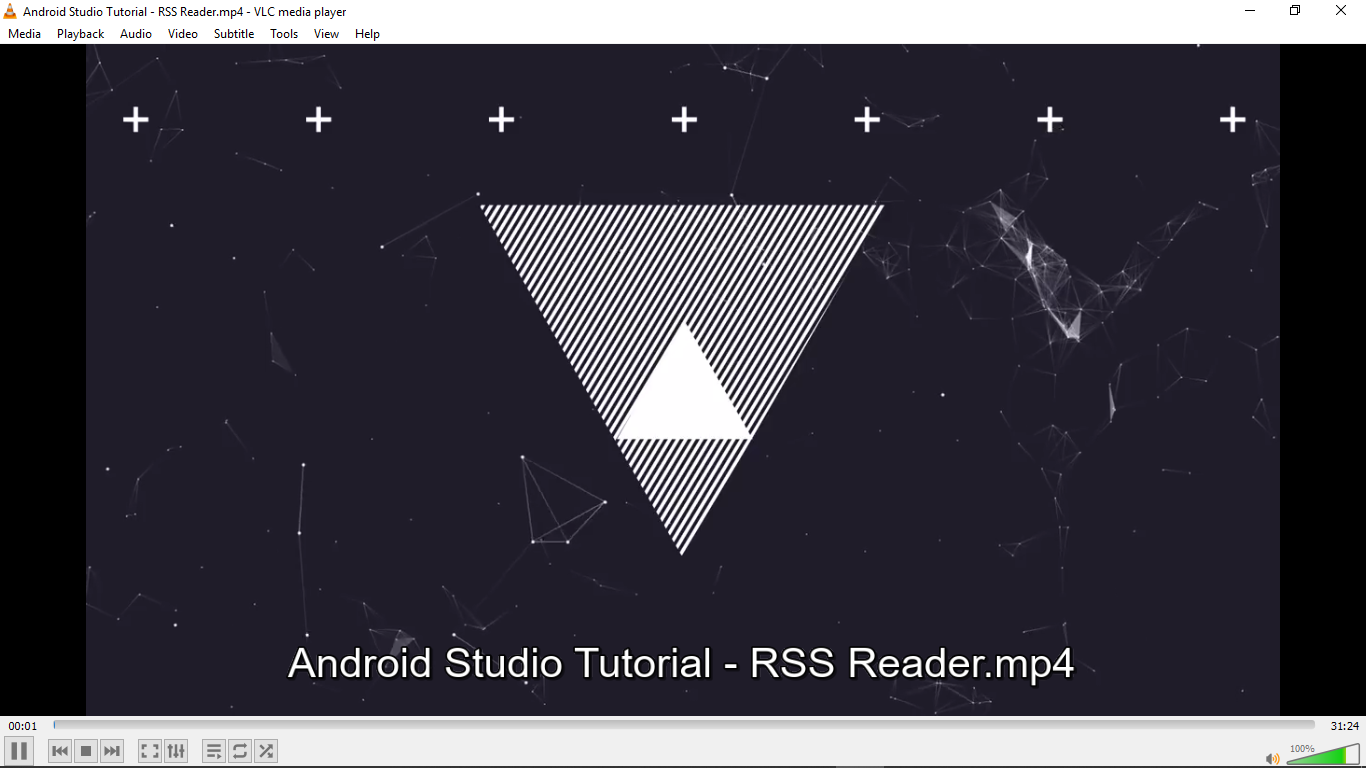 Android Studio Tutorial - RSS Reader.mp4 - VLC media player
Media Playback Audio Video Subtitle Tools View Help
Android Studio Tutorial - RSS Reader.mp4
00:01 31:24
100%